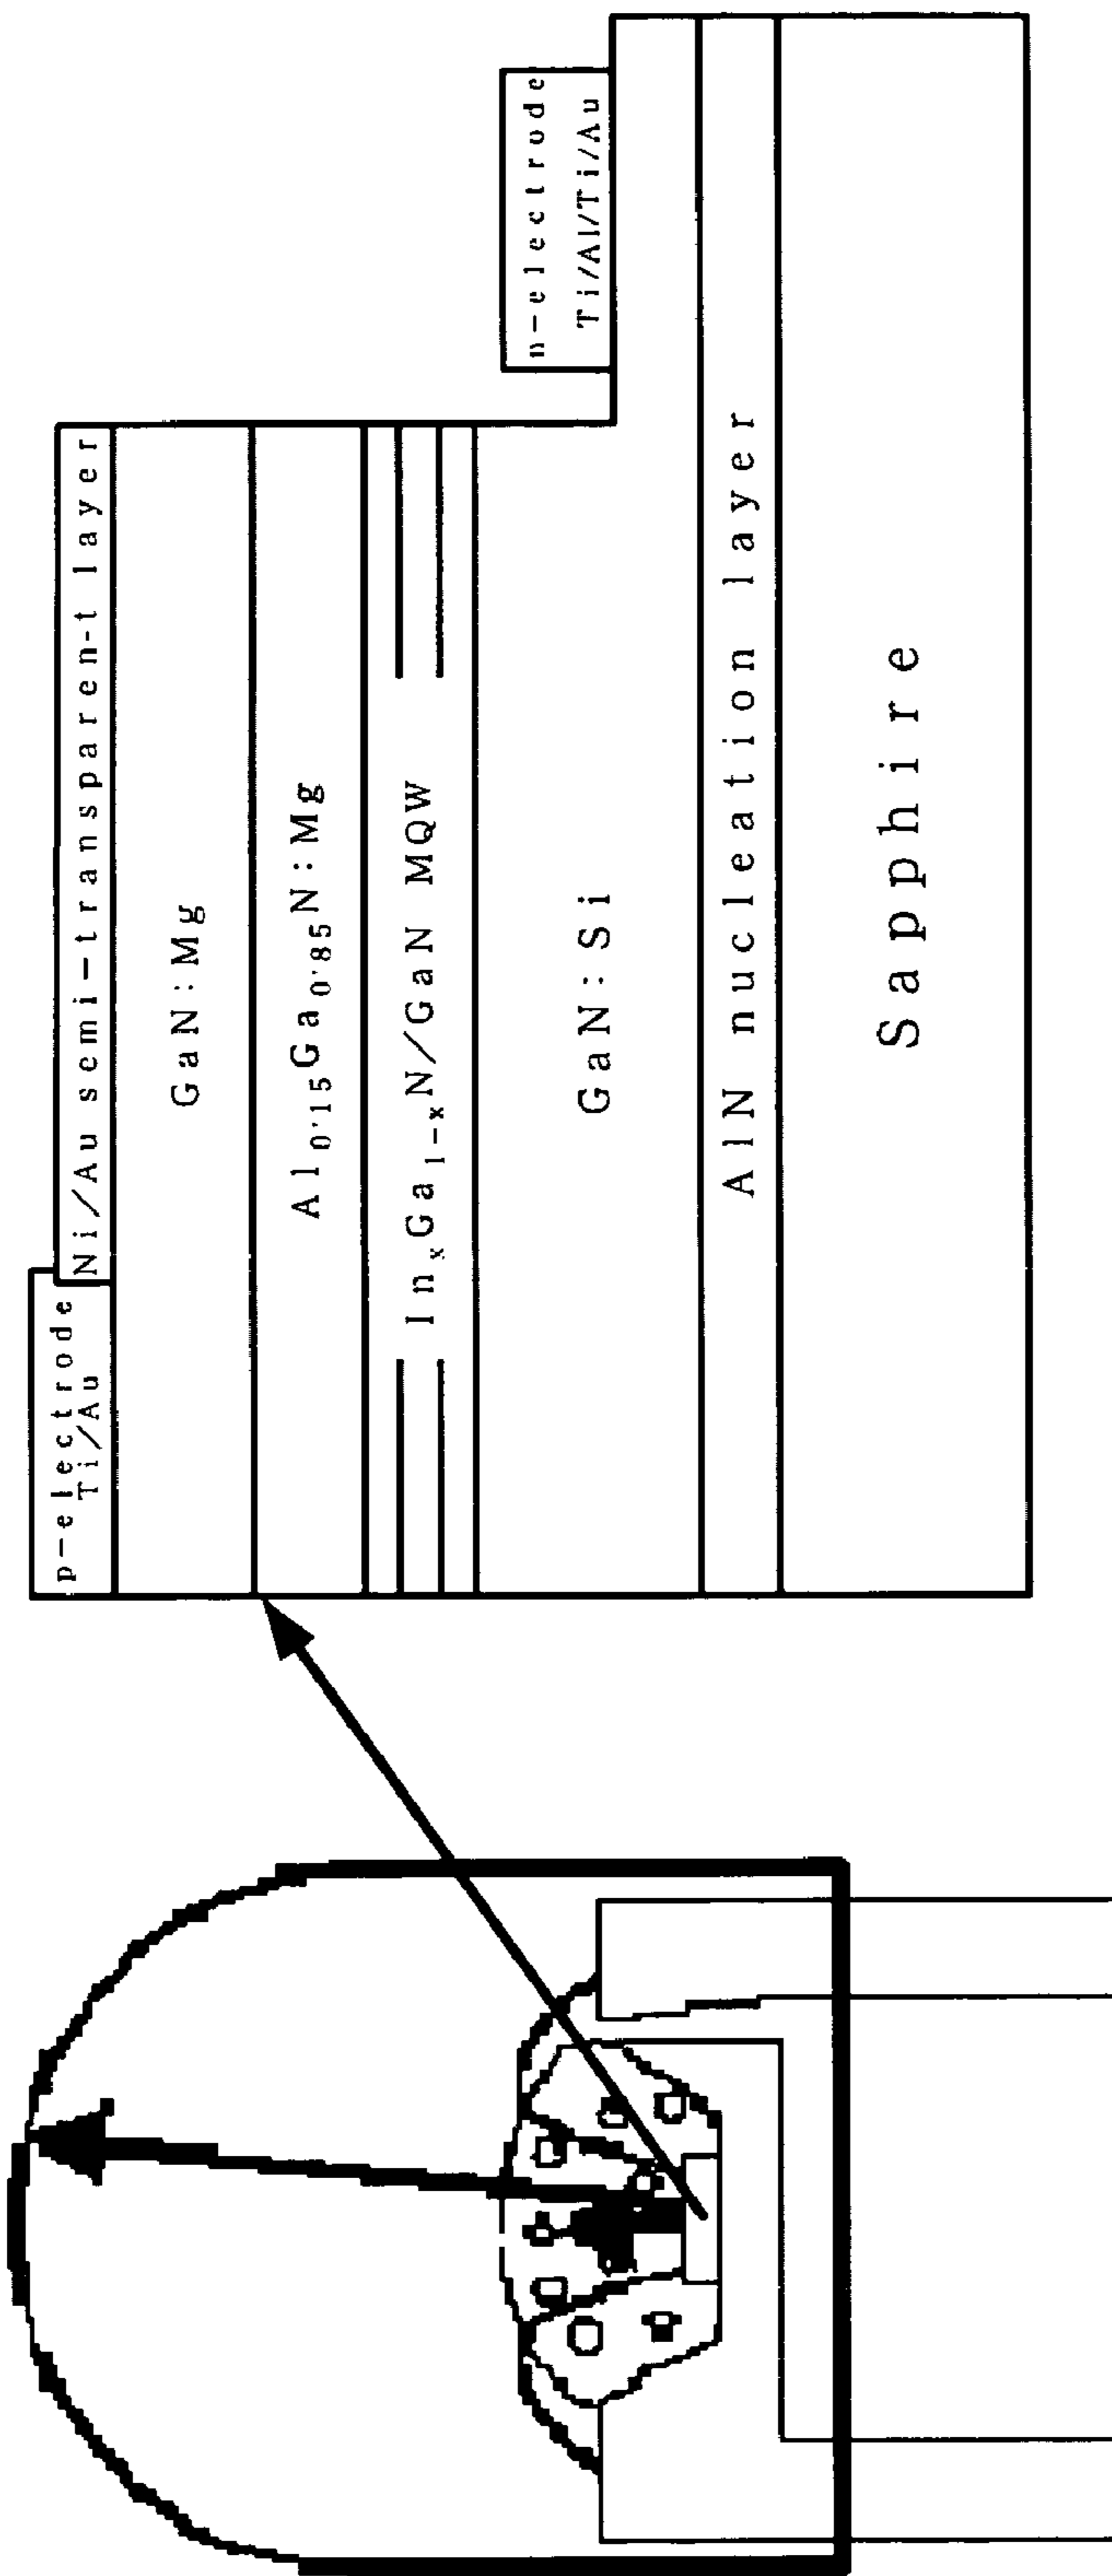 p-electrode
Ti/Au
Ni/Au semi-transparen-t layer
GaN:Mg
Al₀.₁₅Ga₀.₈₅N:Mg
InₓGa₁₋ₓN/GaN MQW
n-electrode
Ti/Al/Ti/Au
GaN:Si
AlN nucleation layer
Sapphire